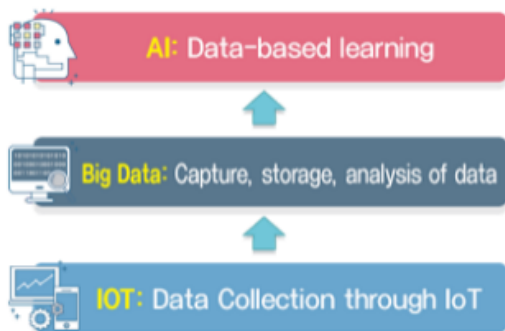 AI: Data-based learning
Big Data: Capture, storage, analysis of data
IOT: Data Collection through IoT